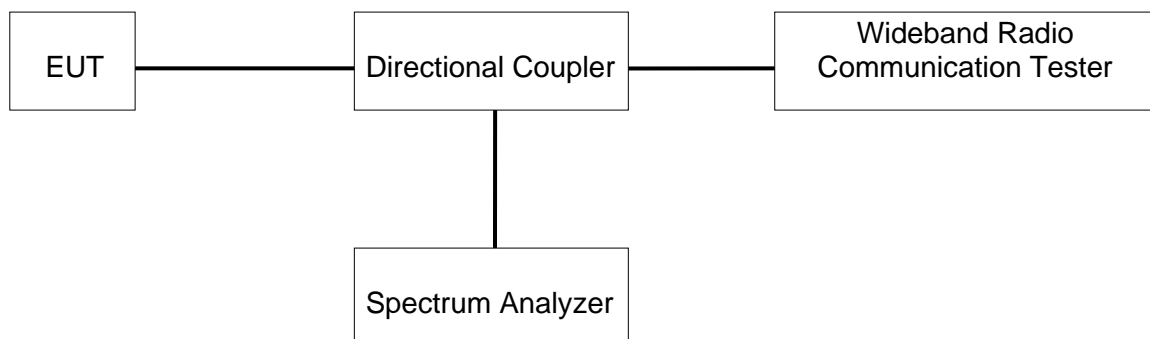 EUT
Directional Coupler
Wideband Radio
Communication Tester
Spectrum Analyzer